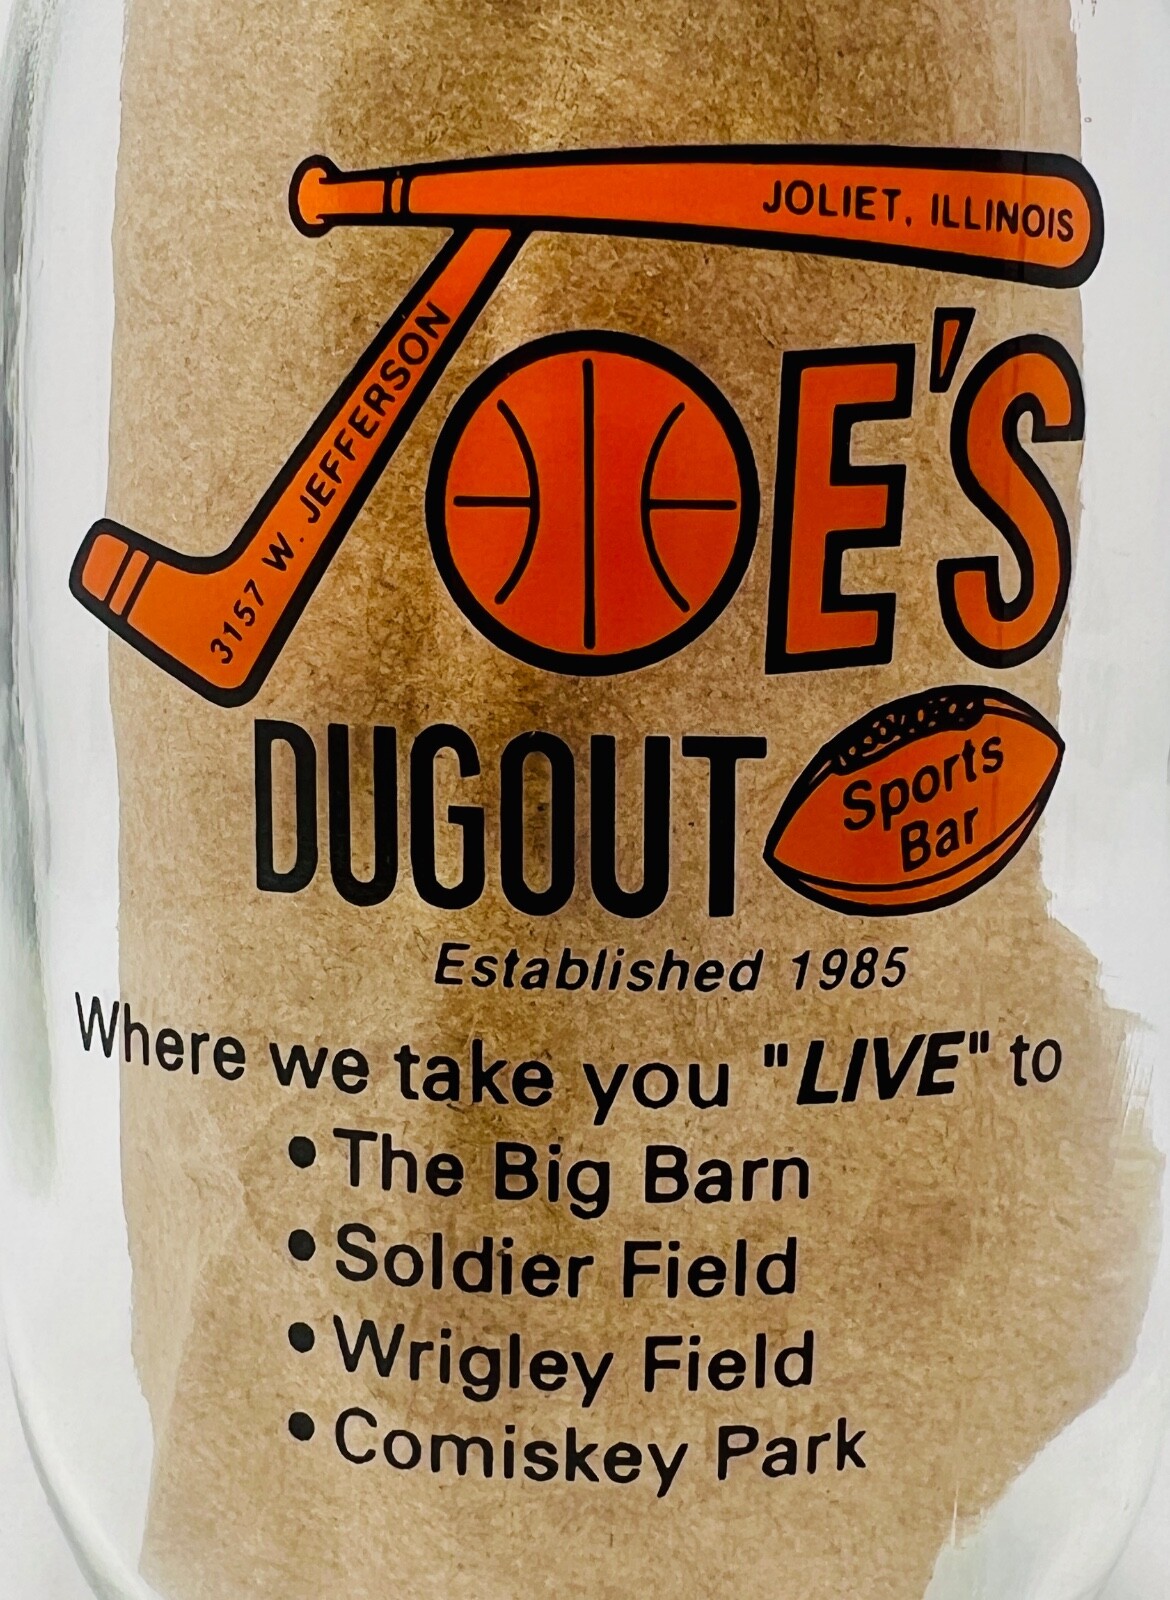 JOLIET, ILLINOIS
3157 W. JEFFERSON
JOE'S
DUGOUT
Sports
Bar
Established 1985
Where we take you "LIVE" to
• The Big Barn
• Soldier Field
• Wrigley Field
• Comiskey Park